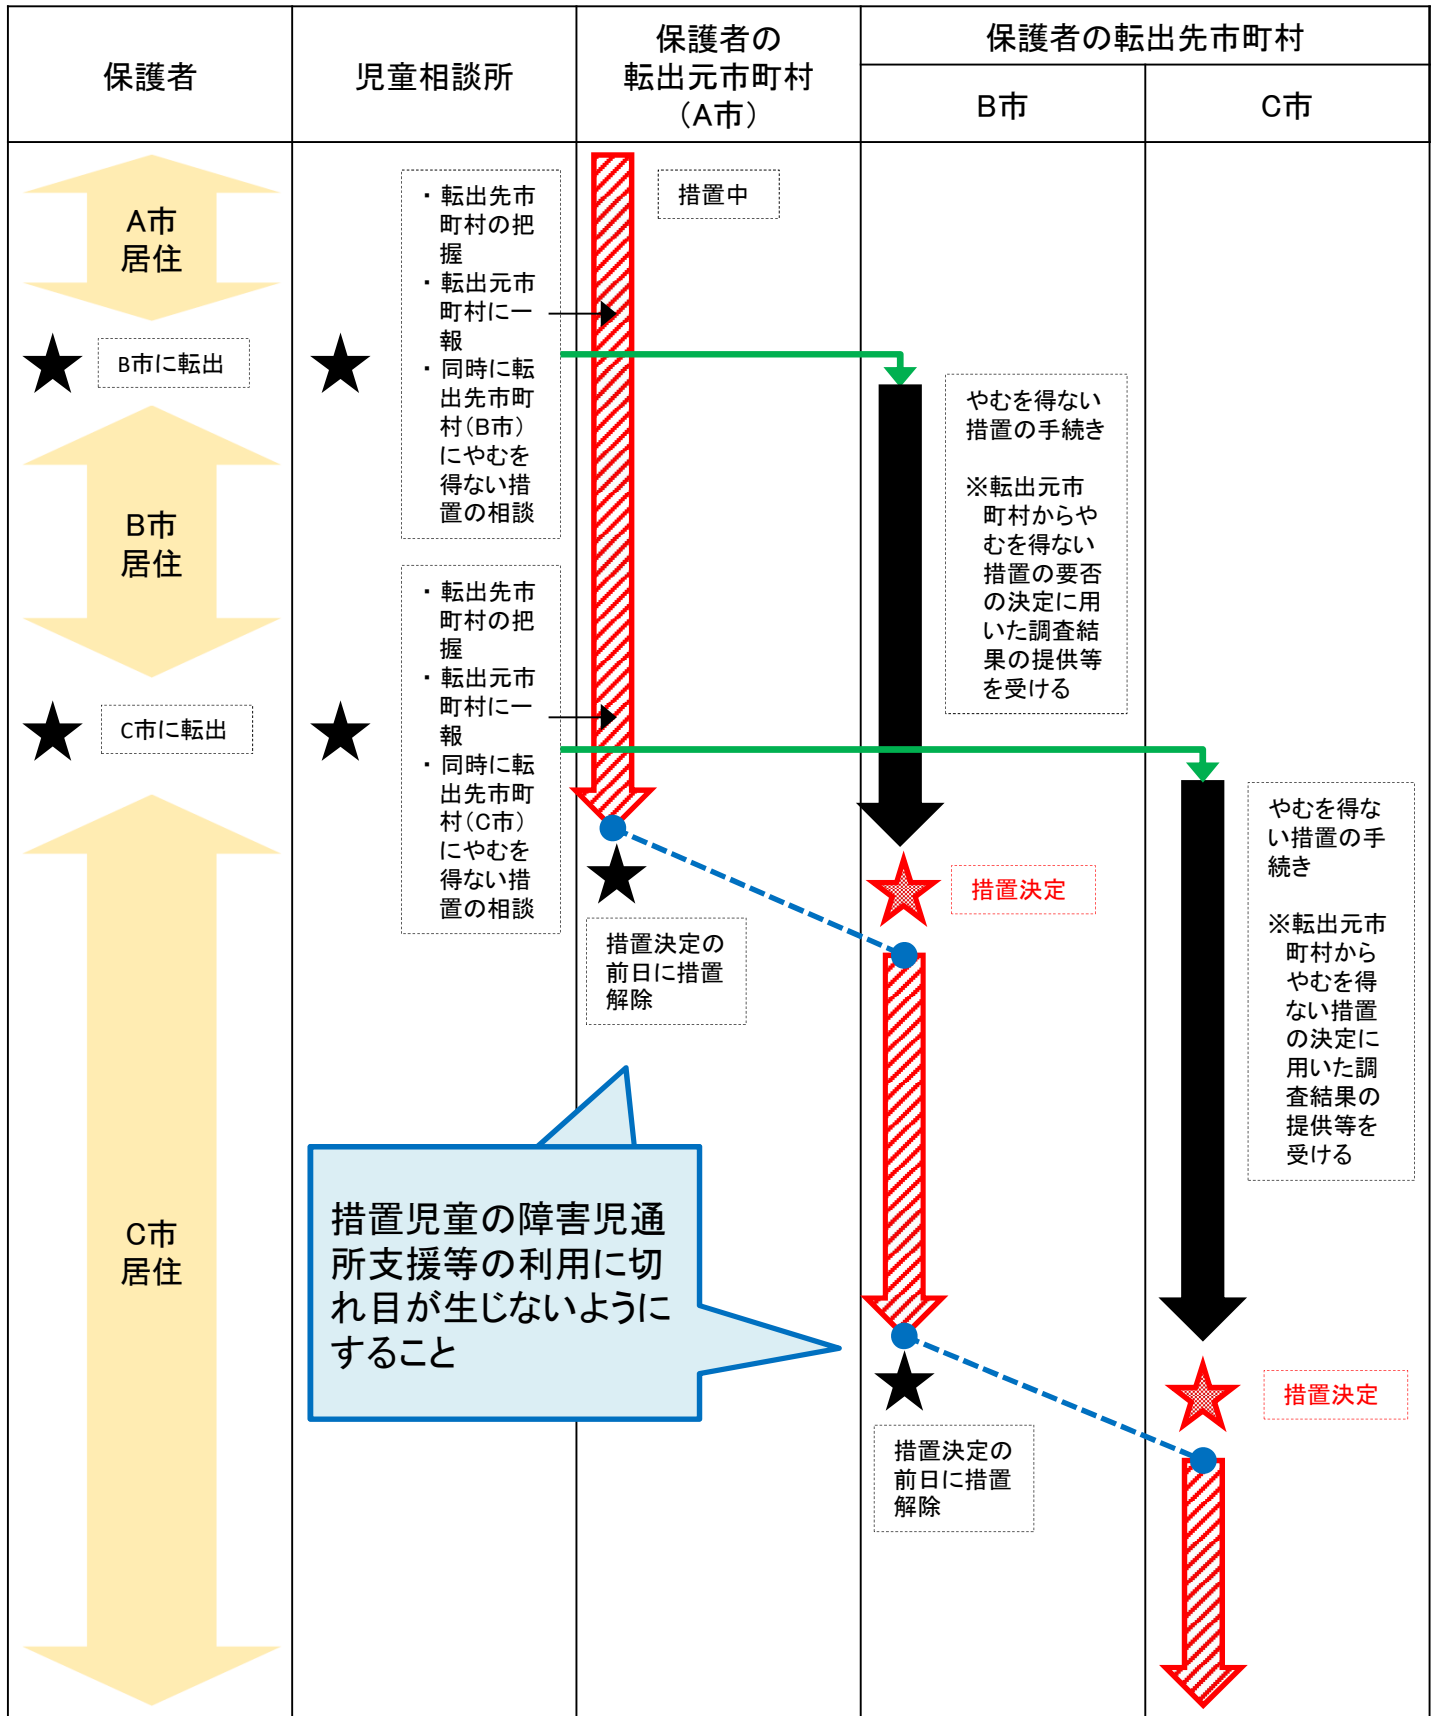 保護者
児童相談所
保護者の
転出元市町村
（A市）
保護者の転出先市町村
B市
C市
A市
居住
B市に転出
B市
居住
C市に転出
C市
居住
・転出先市
町村の把
握
・転出元市
町村に一
報
・同時に転
出先市町
村（B市）
にやむを
得ない措
置の相談
・転出先市
町村の把
握
・転出元市
町村に一
報
・同時に転
出先市町
村（C市）
にやむを
得ない措
置の相談
措置中
措置決定の
前日に措置
解除
措置児童の障害児通
所支援等の利用に切
れ目が生じないように
すること
やむを得ない
措置の手続き
※転出元市
町村からや
むを得ない
措置の要否
の決定に用
いた調査結
果の提供等
を受ける
措置決定
措置決定の
前日に措置
解除
やむを得な
い措置の手
続き
※転出元市
町村から
やむを得
ない措置
の決定に
用いた調
査結果の
提供等を
受ける
措置決定